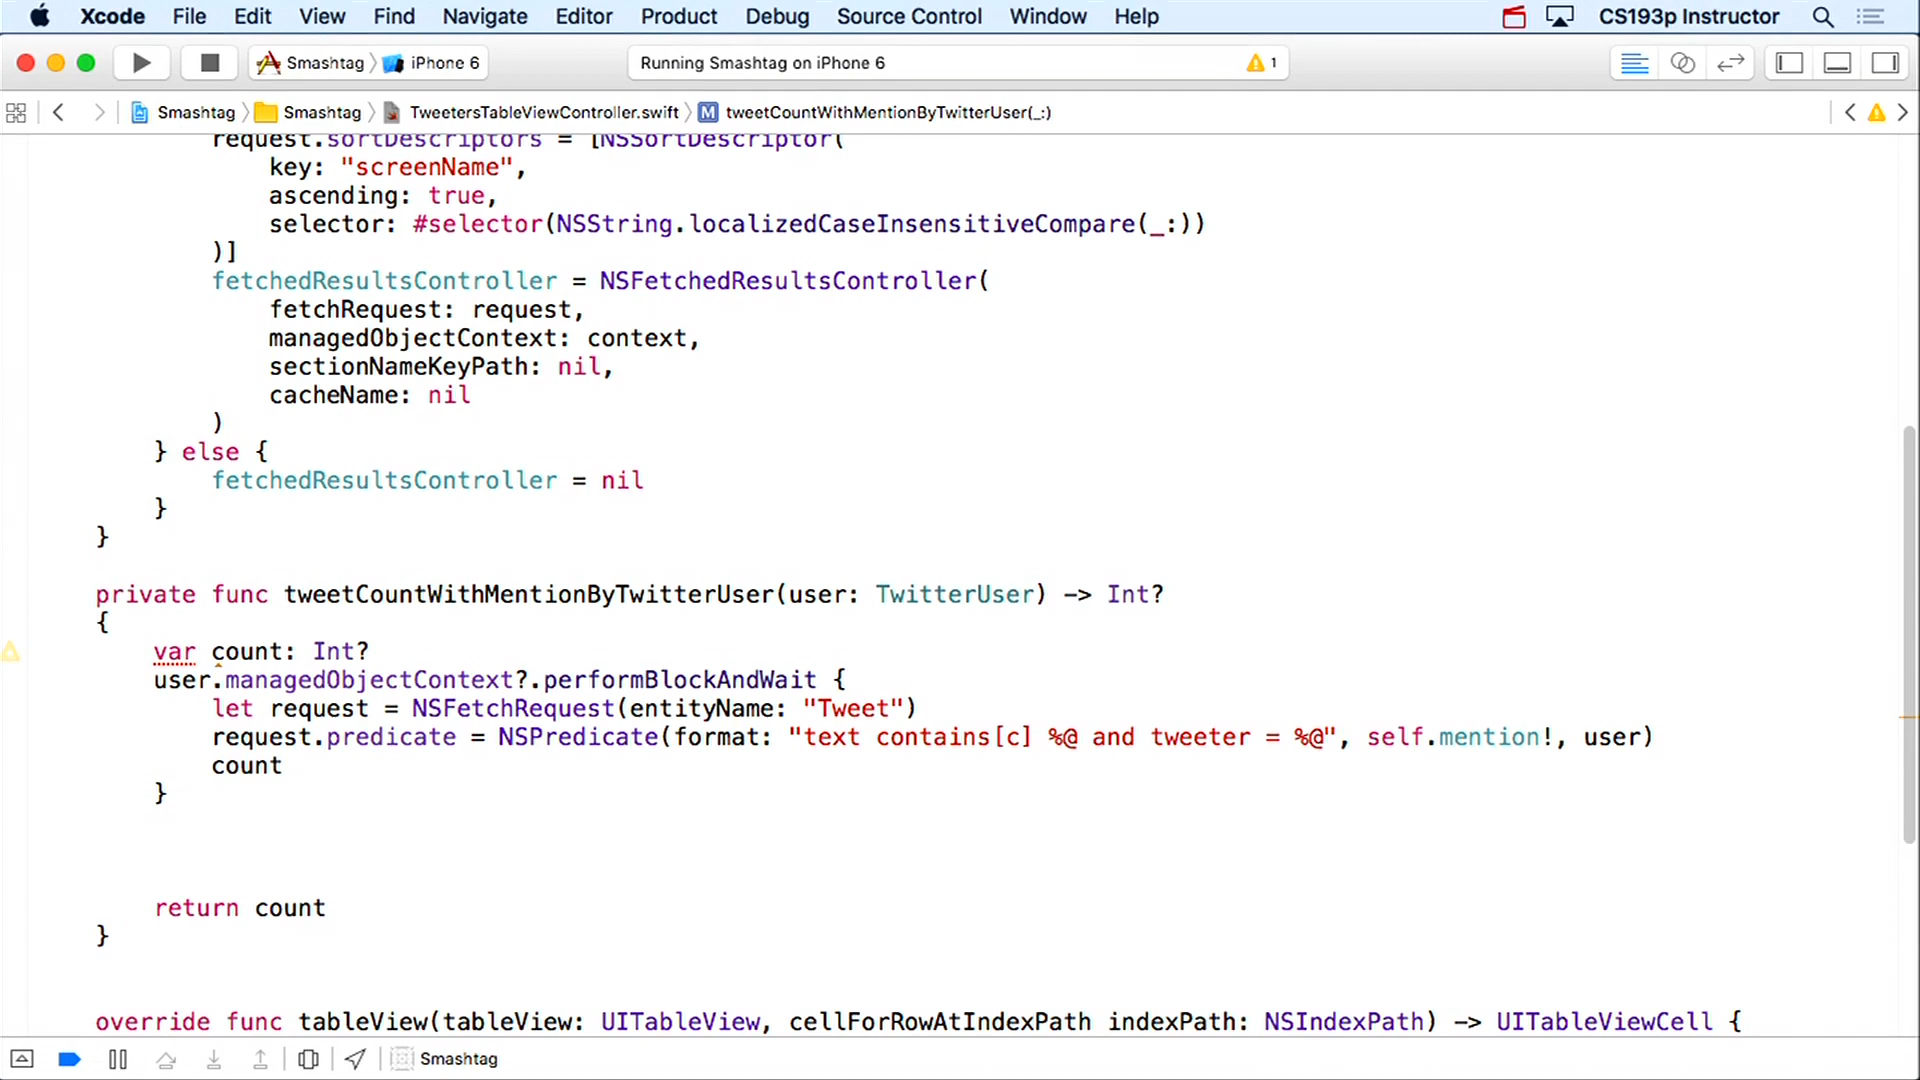 Xcode File Edit View Find Navigate Editor Product Debug Source Control Window Help CS193p Instructor
Smashtag iPhone 6 Running Smashtag on iPhone 6 1
Smashtag Smashtag TweetersTableViewController.swift M tweetCountWithMentionByTwitterUser(_:)
request.sortDescriptors = [NSSortDescriptor(
key: "screenName",
ascending: true,
selector: #selector(NSString.localizedCaseInsensitiveCompare(_:))
)]
fetchedResultsController = NSFetchedResultsController(
fetchRequest: request,
managedObjectContext: context,
sectionNameKeyPath: nil,
cacheName: nil
)
} else {
fetchedResultsController = nil
}
}
private func tweetCountWithMentionByTwitterUser(user: TwitterUser) -> Int?
{
var count: Int?
user.managedObjectContext?.performBlockAndWait {
let request = NSFetchRequest(entityName: "Tweet")
request.predicate = NSPredicate(format: "text contains[c] %@ and tweeter = %@", self.mention!, user)
count
}
return count
}
override func tableView(tableView: UITableView, cellForRowAtIndexPath indexPath: NSIndexPath) -> UITableViewCell {
Smashtag